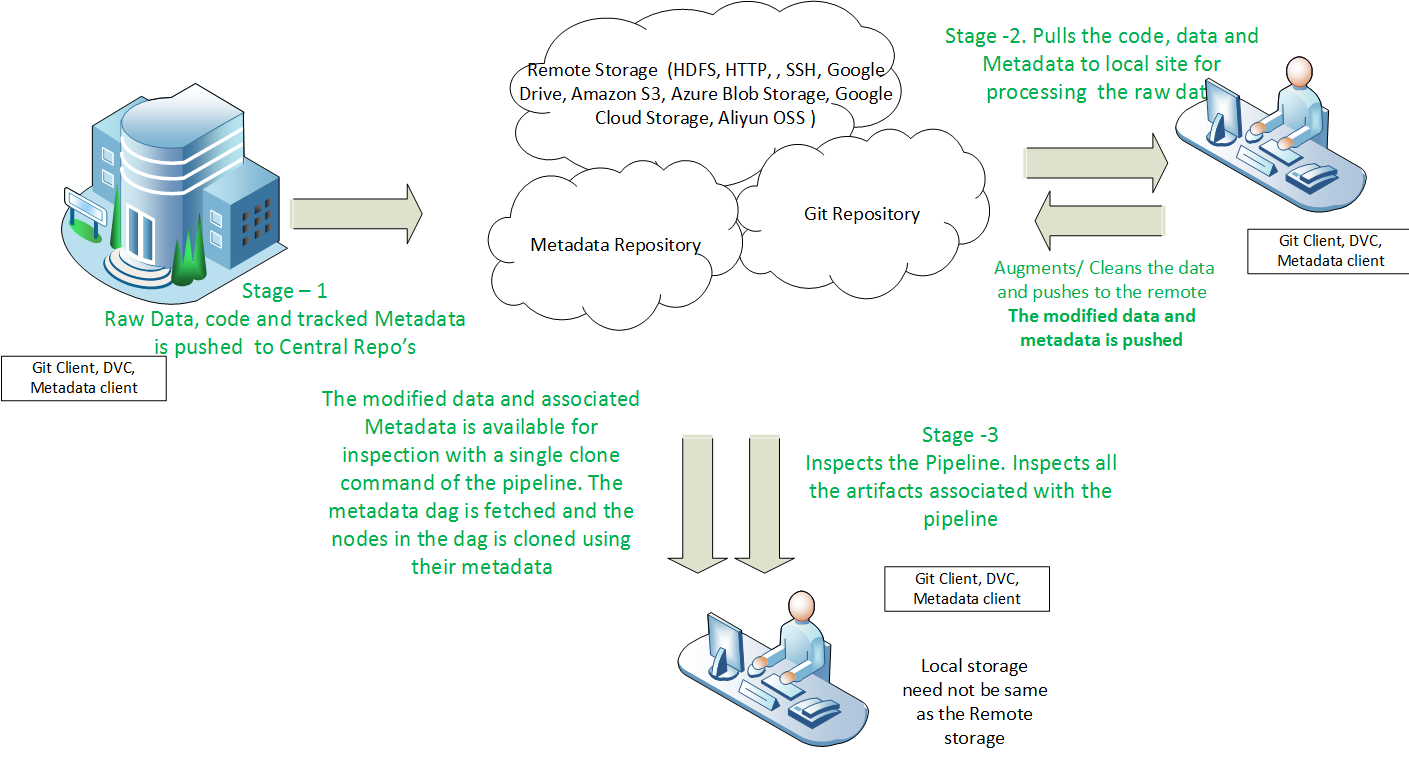 Remote Storage  (HDFS, HTTP, , SSH, Google
Drive, Amazon S3, Azure Blob Storage, Google
Cloud Storage, Aliyun OSS )
Metadata Repository
Git Repository
Stage -2. Pulls the code, data and
Metadata to local site for
processing  the raw dat
Git Client, DVC,
Metadata client
Augments/ Cleans the data
and pushes to the remote
The modified data and
metadata is pushed
Stage – 1
Raw Data, code and tracked Metadata
is pushed  to Central Repo’s
Git Client, DVC,
Metadata client
The modified data and associated
Metadata is available for
inspection with a single clone
command of the pipeline. The
metadata dag is fetched and the
nodes in the dag is cloned using
their metadata
Stage -3
Inspects the Pipeline. Inspects all
the artifacts associated with the
pipeline
Git Client, DVC,
Metadata client
Local storage
need not be same
as the Remote
storage